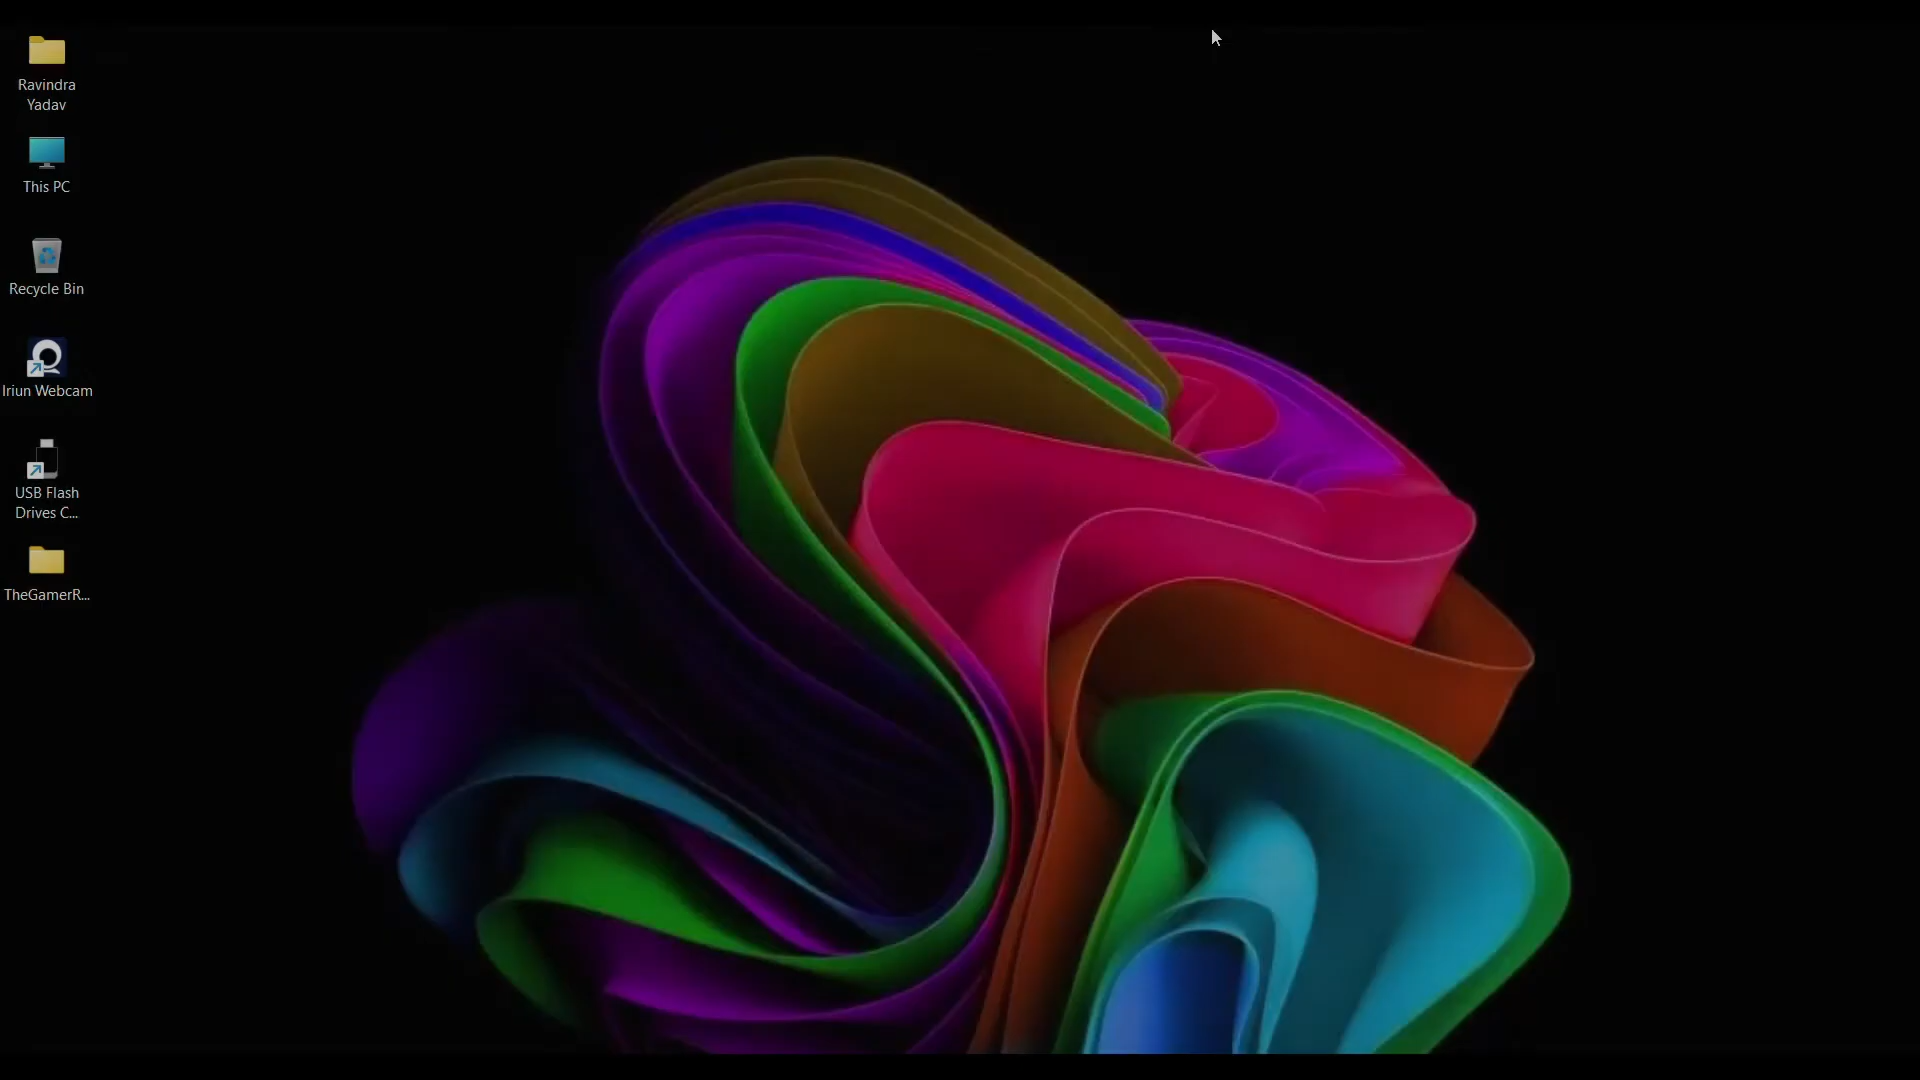 Ravindra
Yadav
This PC
Recycle Bin
Iriun Webcam
USB Flash
Drives C...
TheGamerR...